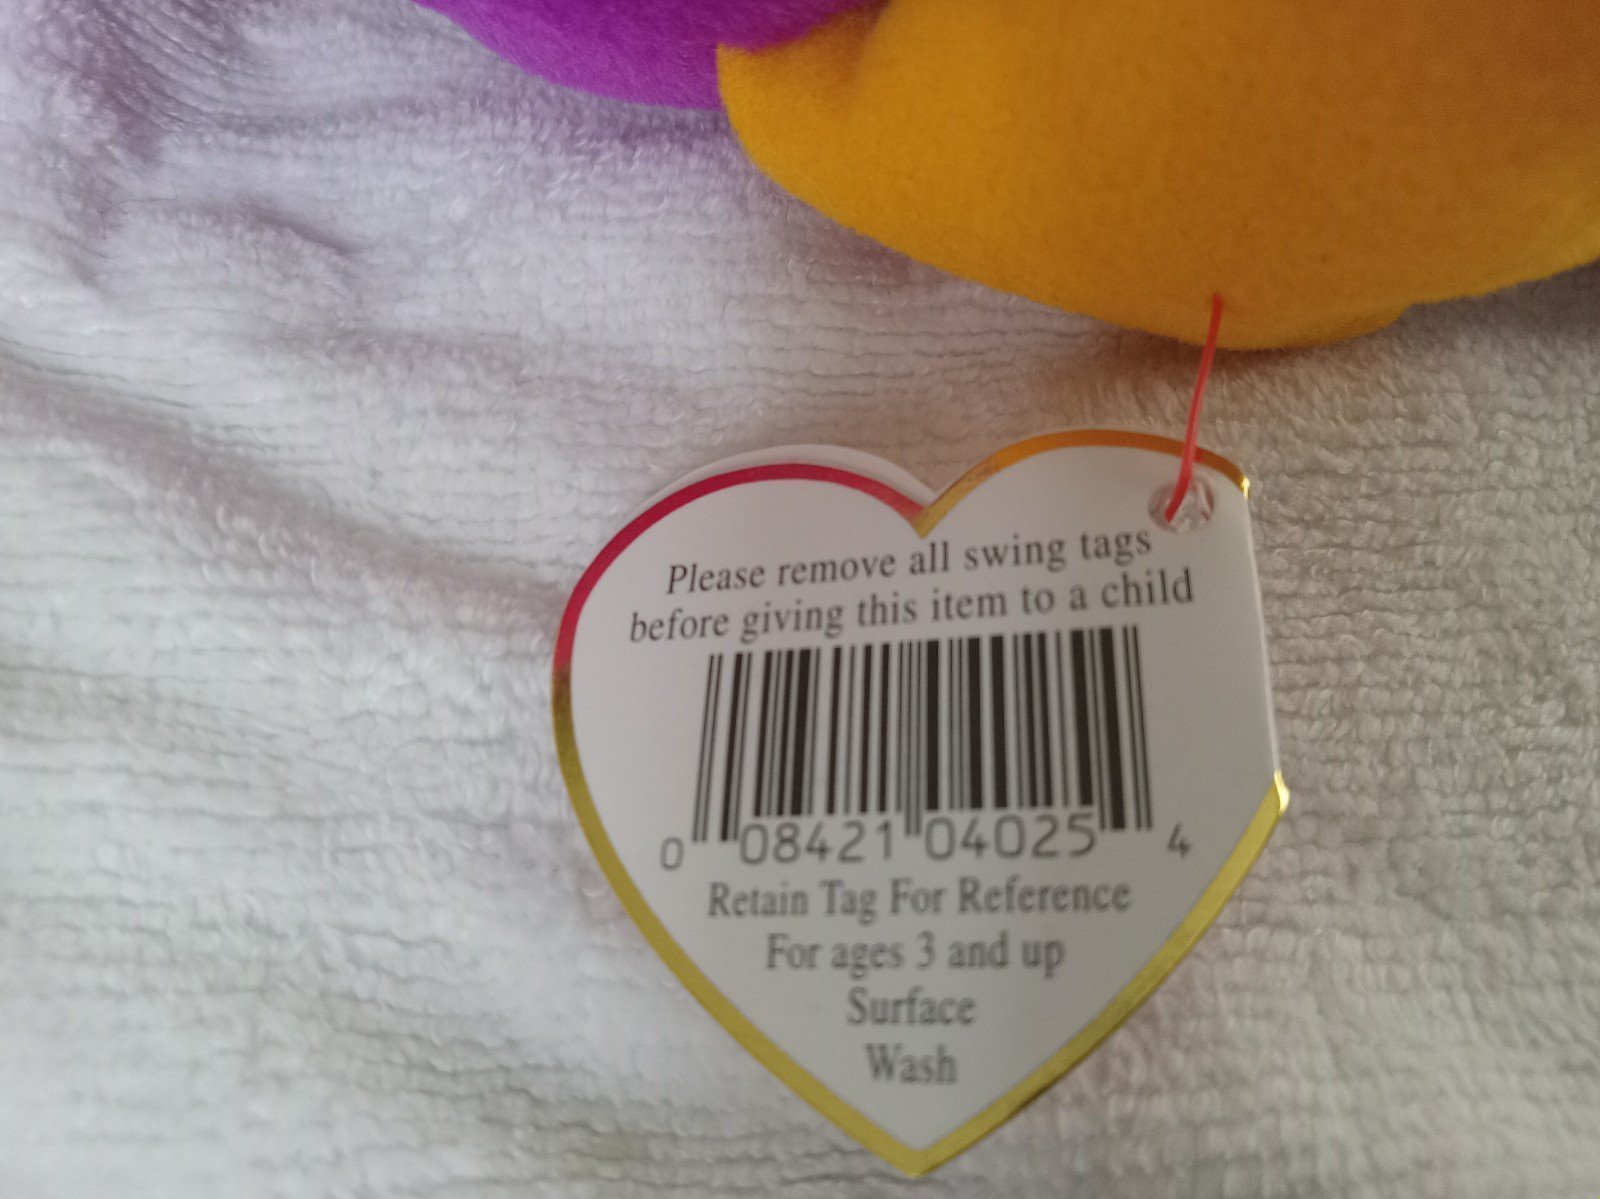 Please remove all swing tags
before giving this item to a child
0 08421 04025 4
Retain Tag For Reference
For ages 3 and up
Surface
Wash